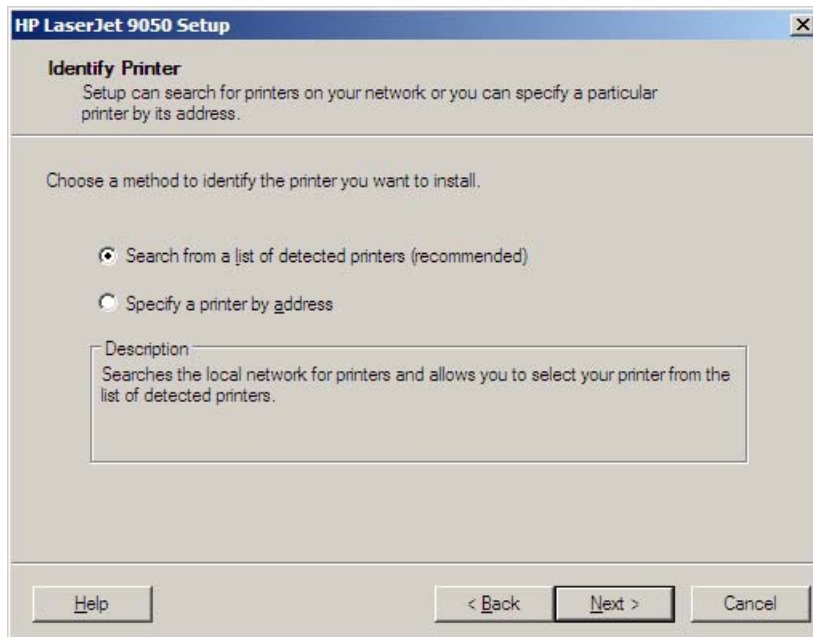 HP LaserJet 9050 Setup
Identify Printer
Setup can search for printers on your network or you can specify a particular
printer by its address.
Choose a method to identify the printer you want to install.
Search from a list of detected printers (recommended)
Specify a printer by address
Description
Searches the local network for printers and allows you to select your printer from the
list of detected printers.
Help
< Back
Next >
Cancel